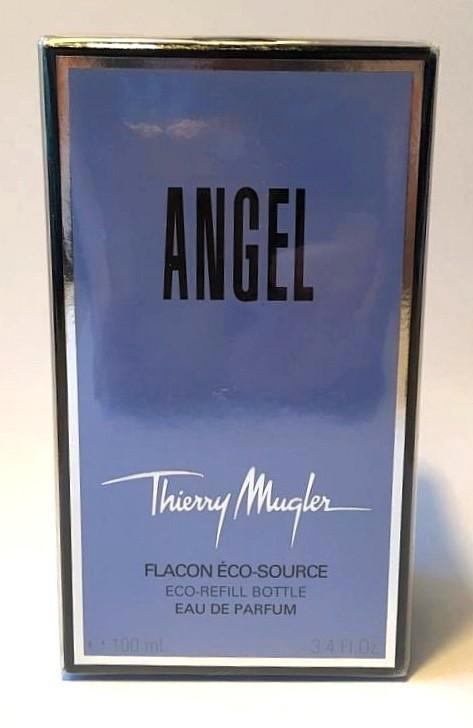 ANGEL
Thierry Mugler
FLACON ÉCO-SOURCE
ECO-REFILL BOTTLE
EAU DE PARFUM
100 ml 3.4 Fl.Oz.